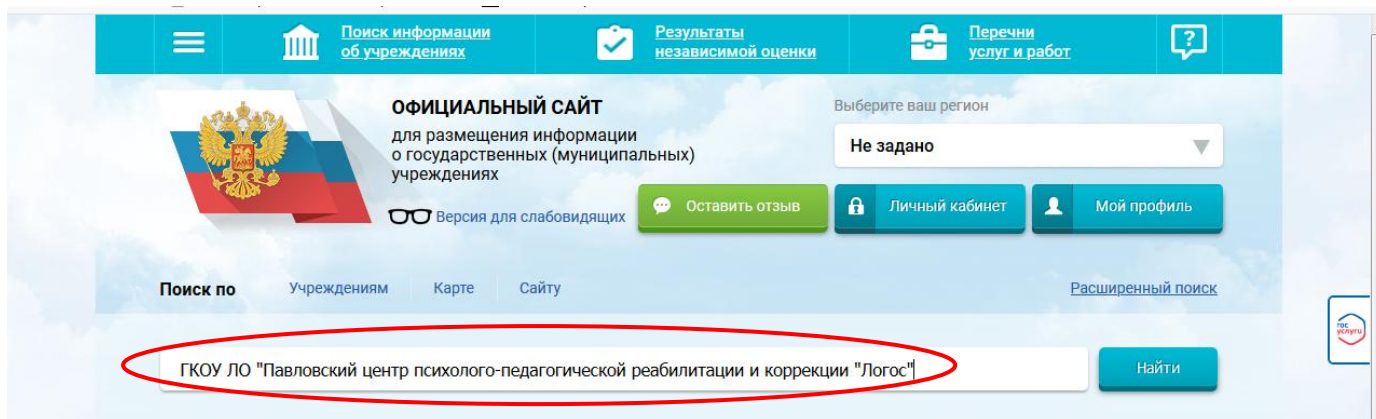 Поиск информации
об учреждениях
Результаты
независимой оценки
Перечни
услуг и работ
?
ОФИЦИАЛЬНЫЙ САЙТ
для размещения информации
о государственных (муниципальных)
учреждениях
Версия для слабовидящих
Выберите ваш регион
Не задано
Оставить отзыв
Личный кабинет
Мой профиль
Поиск по Учреждениям Карте Сайту Расширенный поиск
гос
услуги
ГКОУ ЛО "Павловский центр психолого-педагогической реабилитации и коррекции "Логос"
Найти